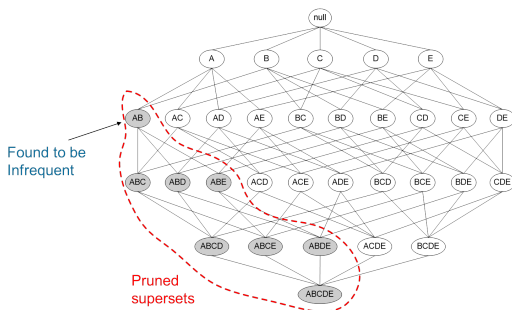 null
A B C D E
AB AC AD AE BC BD BE CD CE DE
Found to be
Infrequent
ABC ABD ABE ACD ACE ADE BCD BCE BDE CDE
ABCD ABCE ABDE ACDE BCDE
Pruned
supersets
ABCDE